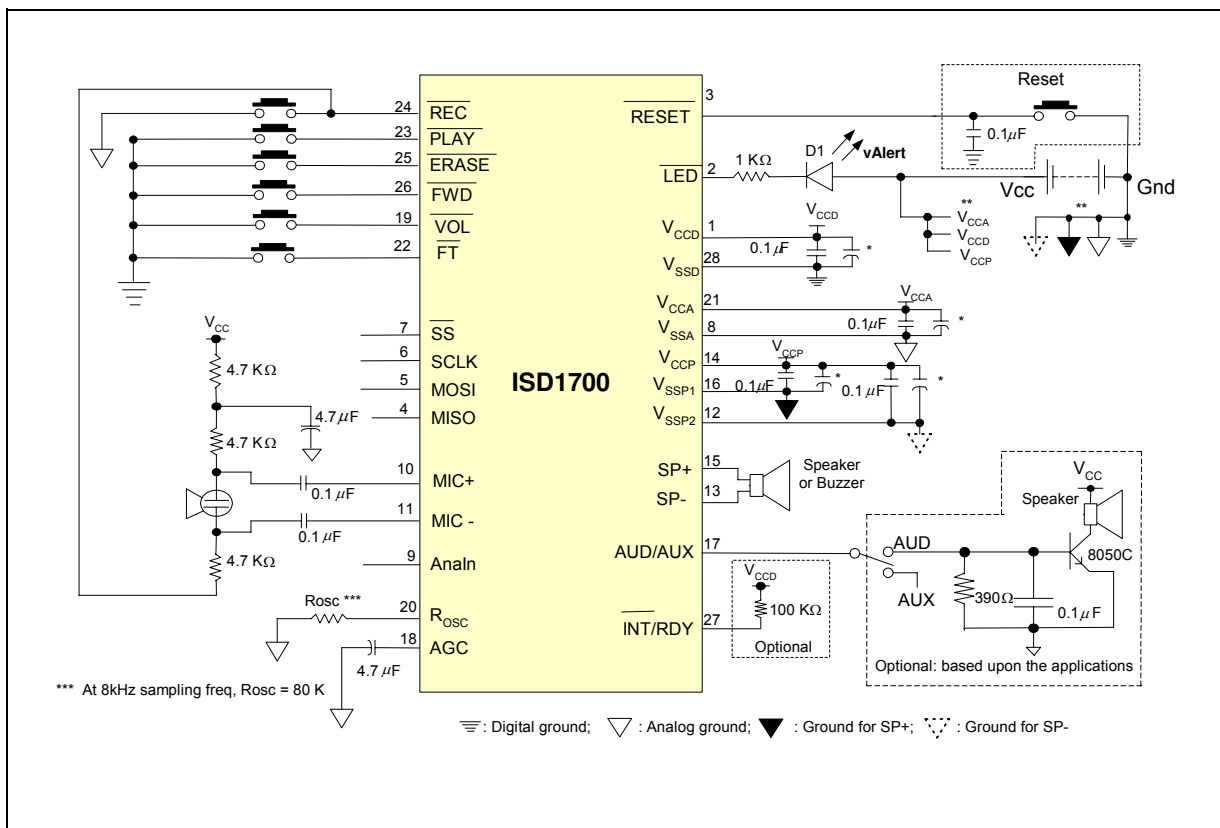 24 REC
23 PLAY
25 ERASE
26 FWD
19 VOL
22 FT
VCC
4.7 KΩ
4.7 μF
4.7 KΩ
0.1 μF
0.1 μF
4.7 KΩ
7 SS
6 SCLK
5 MOSI
4 MISO
10 MIC+
11 MIC -
9 AnaIn
Rosc ***
20 ROSC
18 AGC
4.7 μF
*** At 8kHz sampling freq, Rosc = 80 K
ISD1700
RESET 3
Reset
0.1μF
LED 2
1 KΩ
D1
vAlert
Vcc
Gnd
**
VCCA
VCCD
VCCP
**
VCCD 1
VSSD 28
VCCD
0.1 μF
*
VCCA 21
VSSA 8
VCCA
0.1μF
*
VCCP 14
VSSP1 16
VSSP2 12
VCCP
0.1 μF
*
0.1 μF
*
SP+ 15
SP- 13
Speaker
or Buzzer
AUD/AUX 17
AUD
AUX
VCC
Speaker
8050C
390Ω
0.1 μF
Optional: based upon the applications
INT/RDY 27
VCCD
100 KΩ
Optional
: Digital ground; : Analog ground; : Ground for SP+; : Ground for SP-